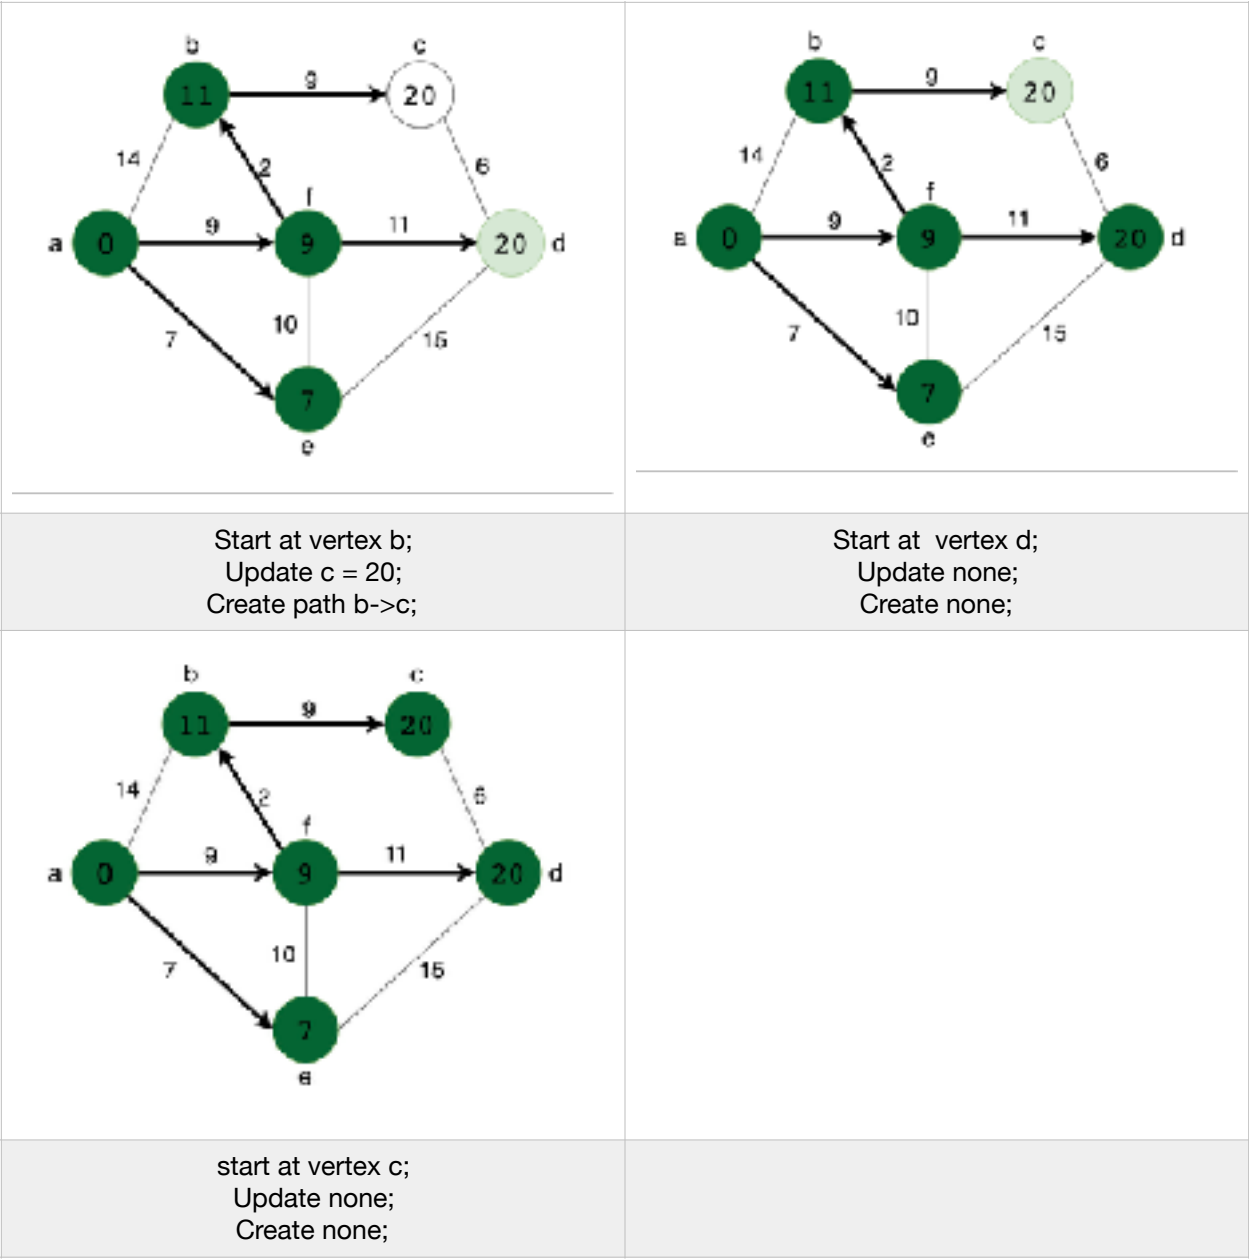 b
c
11
9
20
14
2
6
f
a
0
9
9
11
20
d
10
7
15
7
e
b
c
11
9
20
14
2
6
f
a
0
9
9
11
20
d
10
7
15
7
e
Start at vertex b;
Update c = 20;
Create path b->c;
Start at vertex d;
Update none;
Create none;
b
c
11
9
20
14
2
6
f
a
0
9
9
11
20
d
10
7
15
7
e
start at vertex c;
Update none;
Create none;